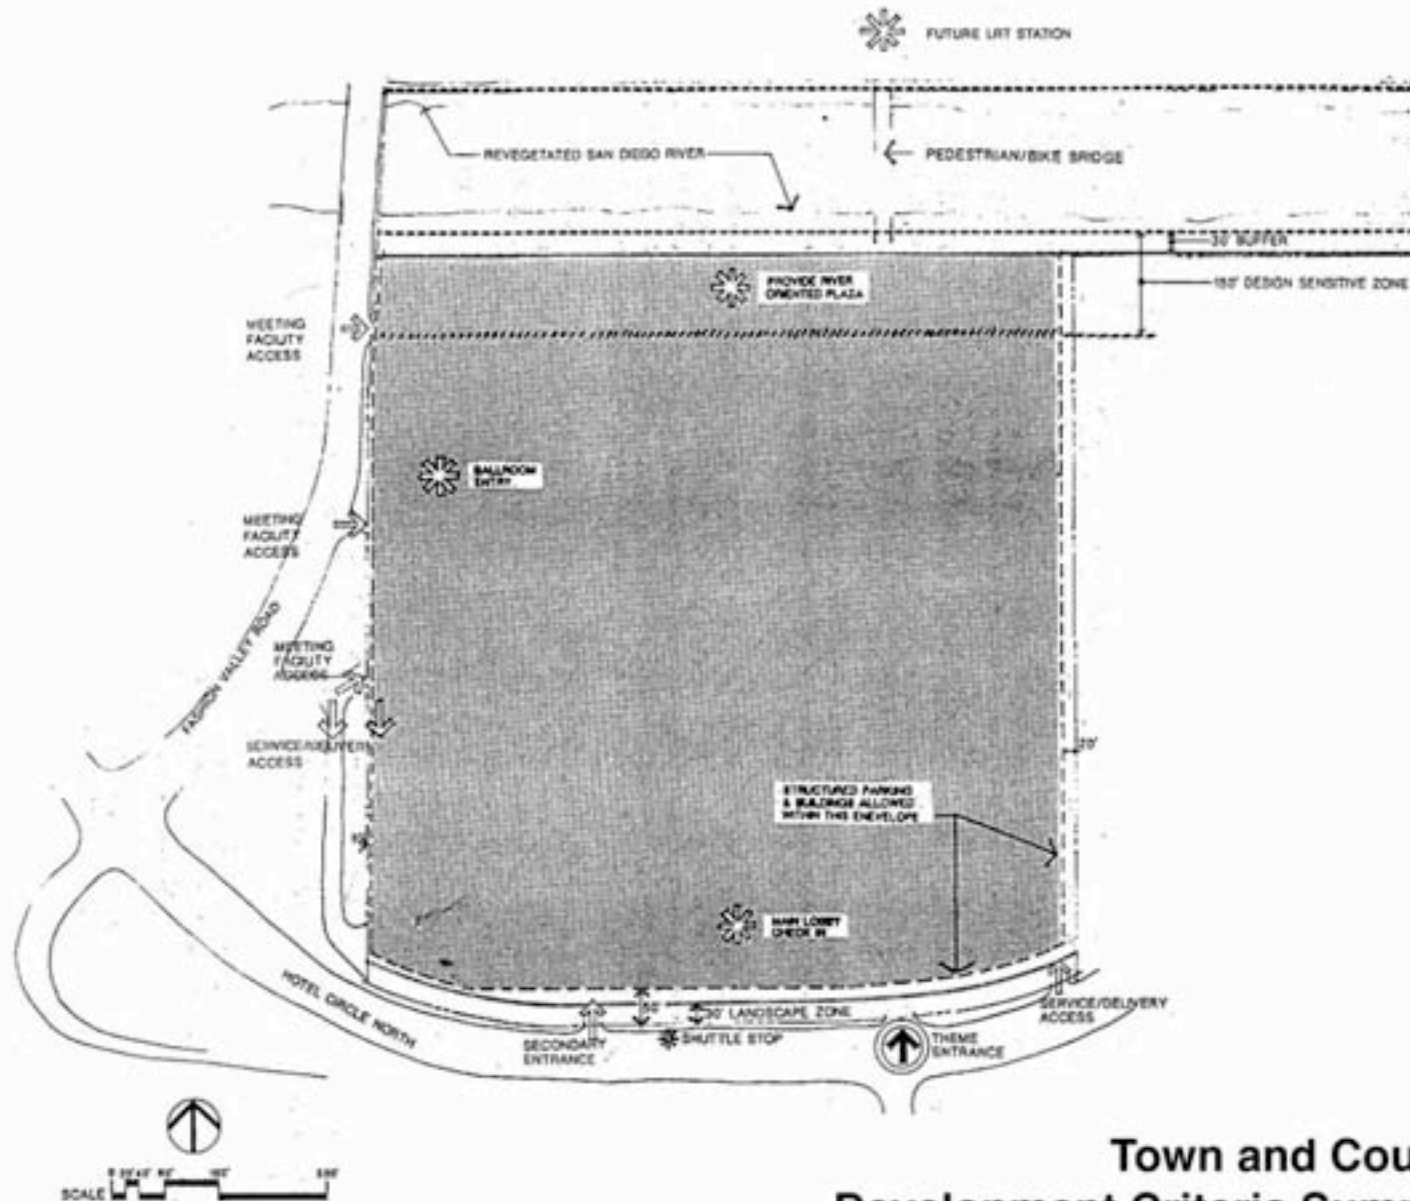 FUTURE LRT STATION
REVEGETATED SAN DIEGO RIVER
PEDESTRIAN/BIKE BRIDGE
30' BUFFER
150' DESIGN SENSITIVE ZONE
PROVIDE RIVER
ORIENTED PLAZA
MEETING
FACILITY
ACCESS
BALLROOM
ENTRY
MEETING
FACILITY
ACCESS
FASHION VALLEY ROAD
MEETING
FACILITY
ACCESS
SERVICE/DELIVERY
ACCESS
20'
STRUCTURED PARKING
& BUILDINGS ALLOWED
WITHIN THIS ENEVELOPE
MAIN LOBBY
CHECK IN
HOTEL CIRCLE NORTH
30' LANDSCAPE ZONE
SERVICE/DELIVERY
ACCESS
SECONDARY
ENTRANCE
SHUTTLE STOP
THEME
ENTRANCE
SCALE
Town and Cou